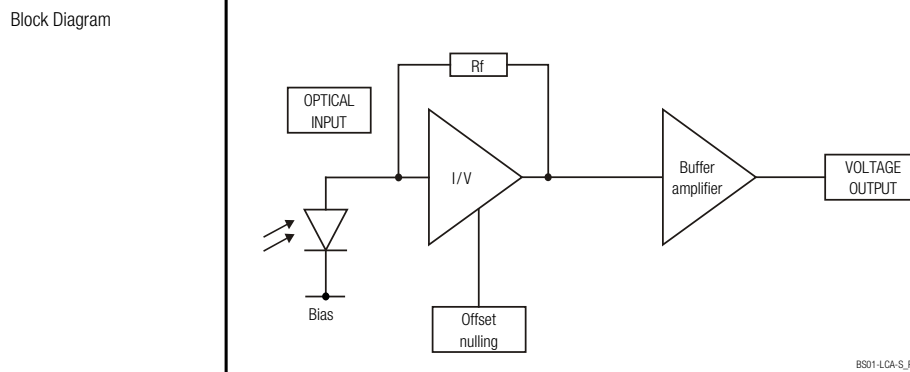 Block Diagram
Rf
OPTICAL
INPUT
I/V
Buffer
amplifier
VOLTAGE
OUTPUT
Bias
Offset
nulling